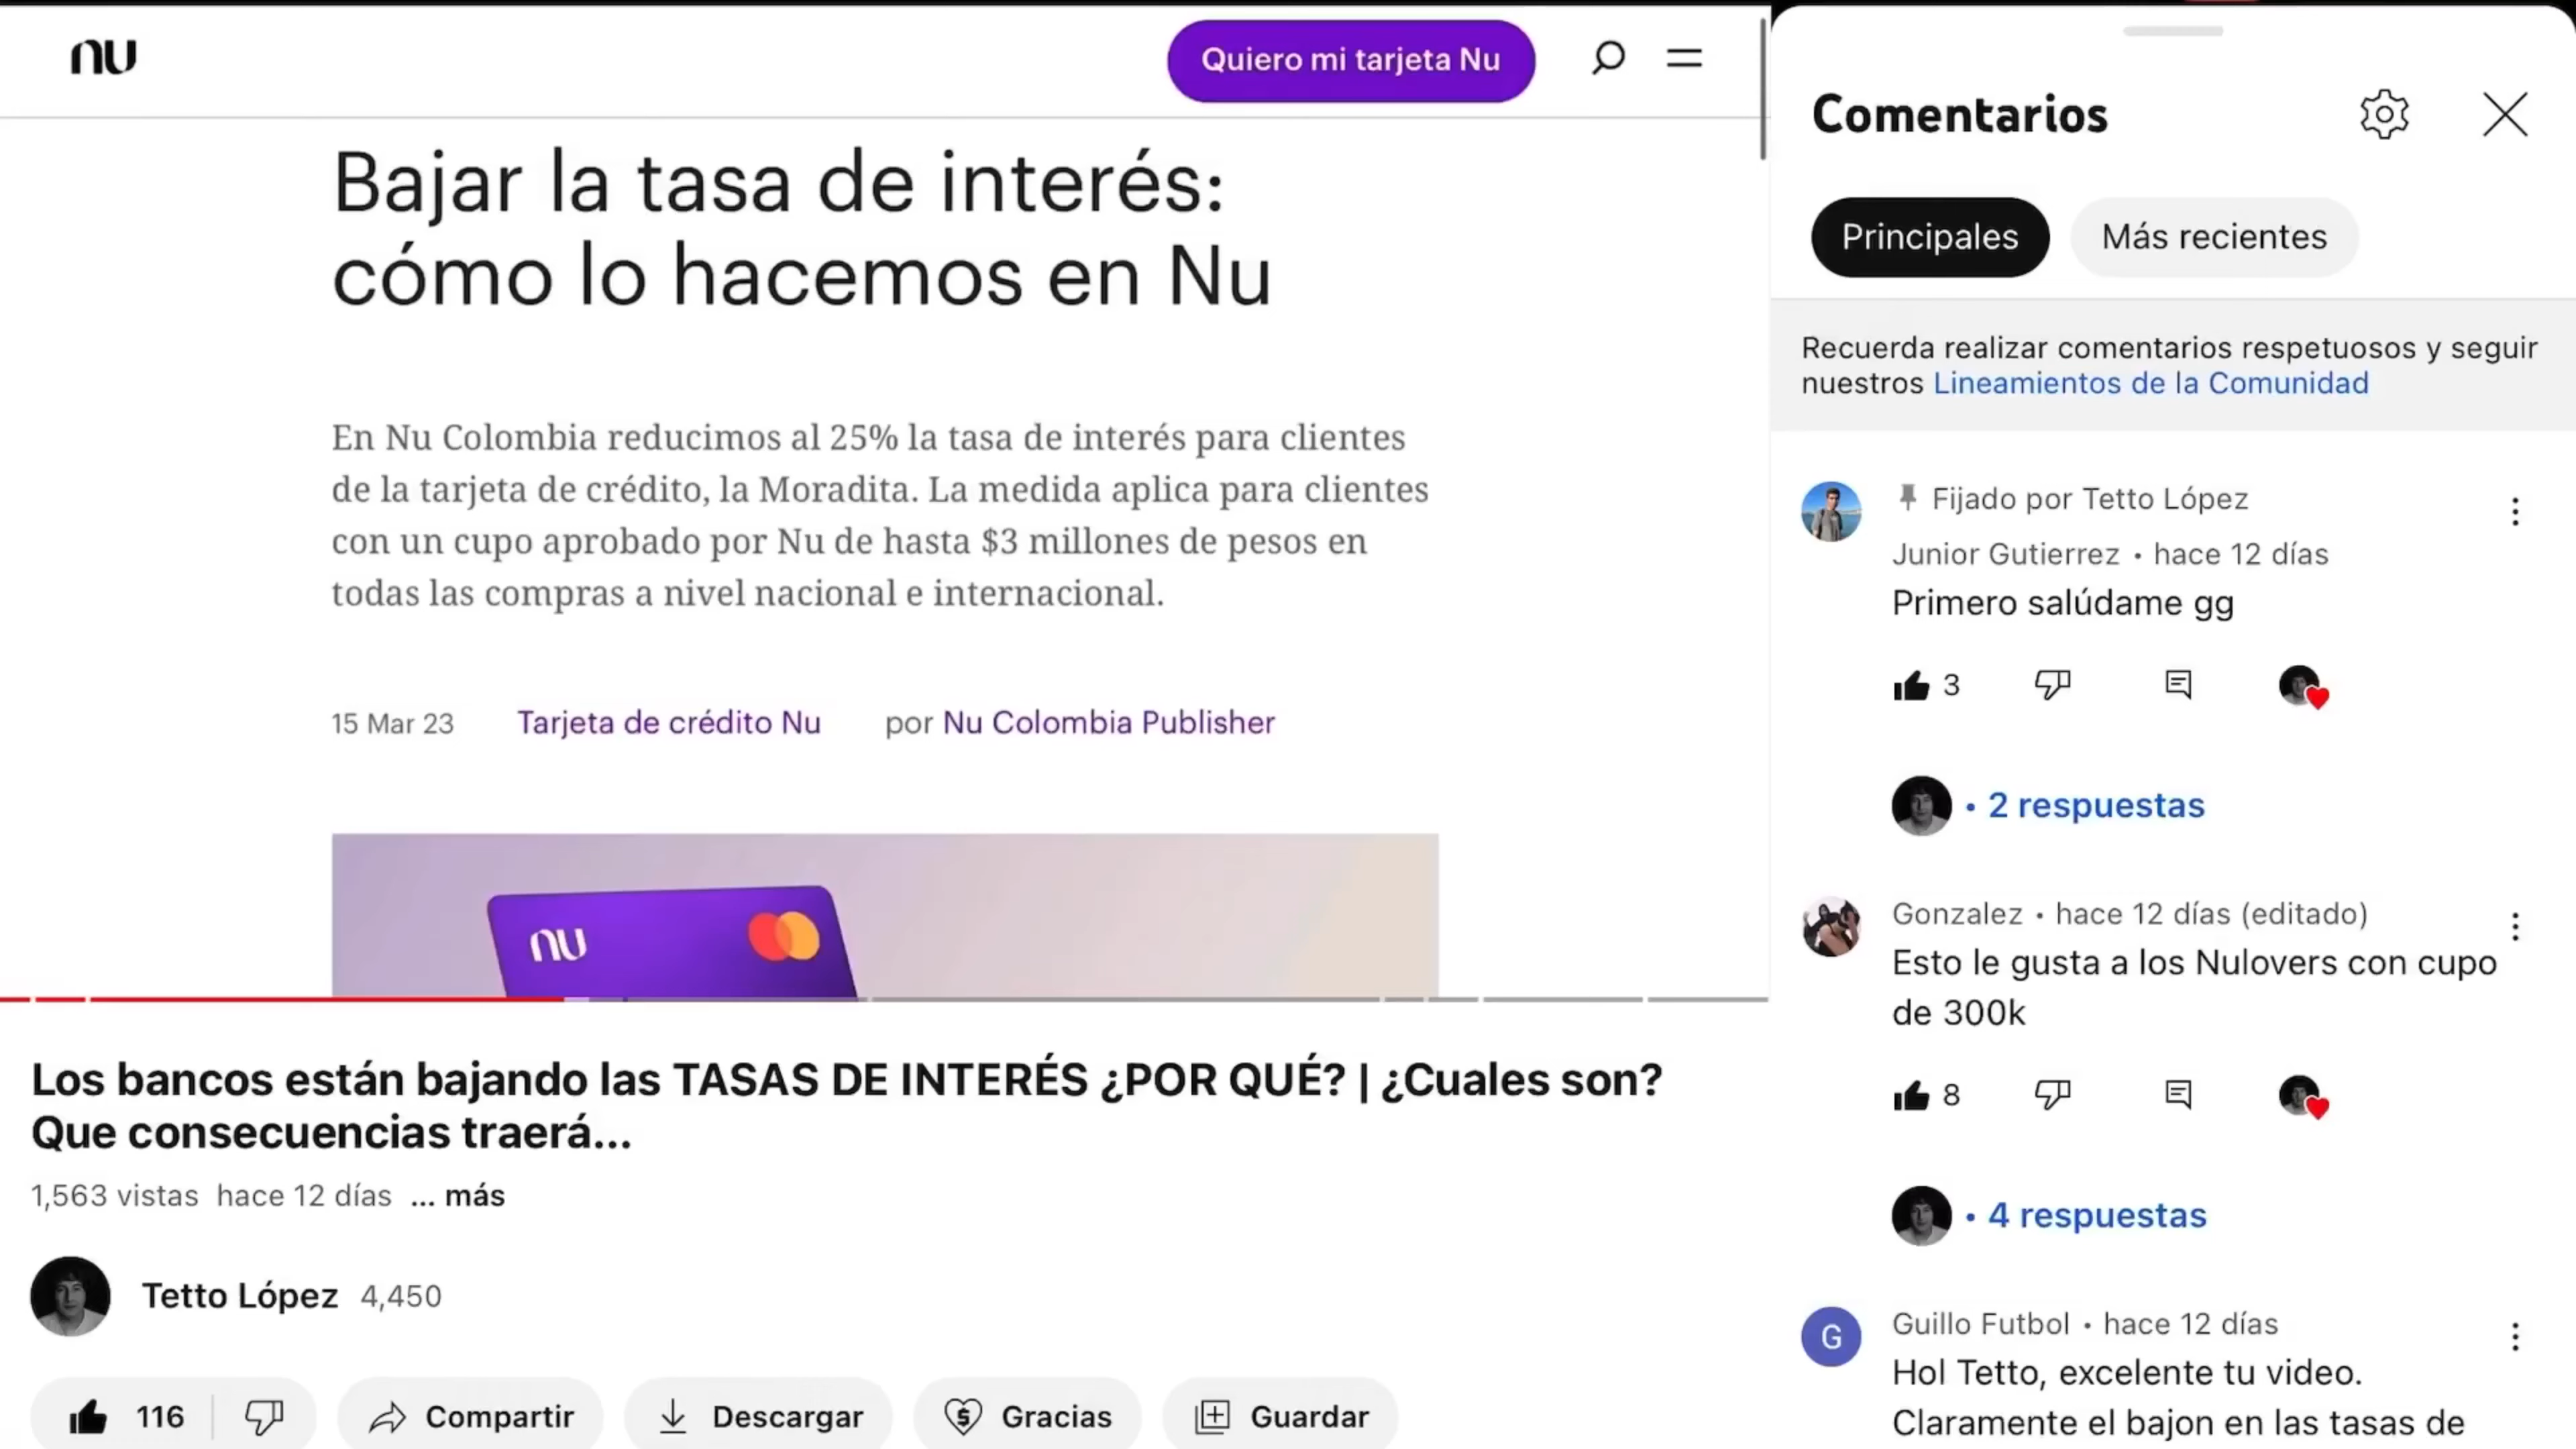 nu
Quiero mi tarjeta Nu
Bajar la tasa de interés:
cómo lo hacemos en Nu
En Nu Colombia reducimos al 25% la tasa de interés para clientes
de la tarjeta de crédito, la Moradita. La medida aplica para clientes
con un cupo aprobado por Nu de hasta $3 millones de pesos en
todas las compras a nivel nacional e internacional.
15 Mar 23 Tarjeta de crédito Nu por Nu Colombia Publisher
nu
Los bancos están bajando las TASAS DE INTERÉS ¿POR QUÉ? | ¿Cuales son?
Que consecuencias traerá...
1,563 vistas hace 12 días ... más
Tetto López 4,450
116
Compartir
Descargar
Gracias
Guardar
Comentarios
Principales
Más recientes
Recuerda realizar comentarios respetuosos y seguir
nuestros Lineamientos de la Comunidad
Fijado por Tetto López
Junior Gutierrez • hace 12 días
Primero salúdame gg
3
• 2 respuestas
Gonzalez • hace 12 días (editado)
Esto le gusta a los Nulovers con cupo
de 300k
8
• 4 respuestas
G
Guillo Futbol • hace 12 días
Hol Tetto, excelente tu video.
Claramente el bajon en las tasas de